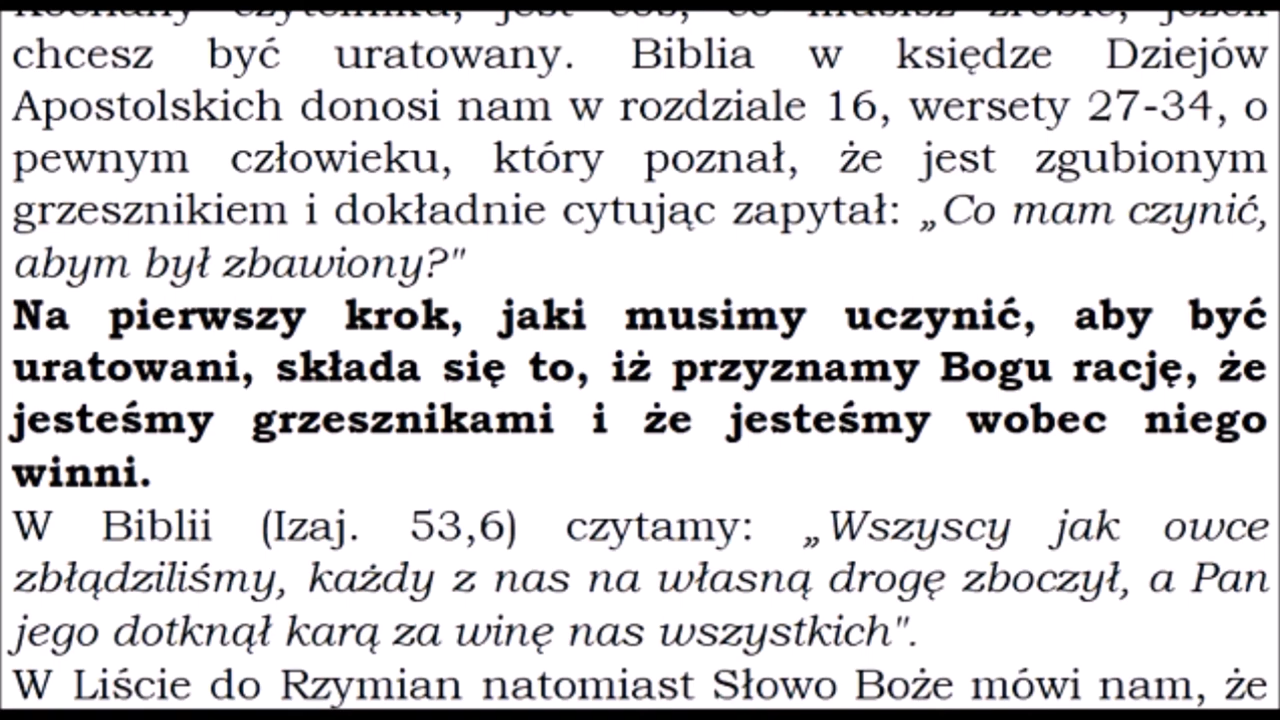 chcesz być uratowany. Biblia w księdze Dziejów
Apostolskich donosi nam w rozdziale 16, wersety 27-34, o
pewnym człowieku, który poznał, że jest zgubionym
grzesznikiem i dokładnie cytując zapytał: „Co mam czynić,
abym był zbawiony?"
Na pierwszy krok, jaki musimy uczynić, aby być
uratowani, składa się to, iż przyznamy Bogu rację, że
jesteśmy grzesznikami i że jesteśmy wobec niego
winni.
W Biblii (Izaj. 53,6) czytamy: „Wszyscy jak owce
zbłądziliśmy, każdy z nas na własną drogę zboczył, a Pan
jego dotknął karą za winę nas wszystkich".
W Liście do Rzymian natomiast Słowo Boże mówi nam, że